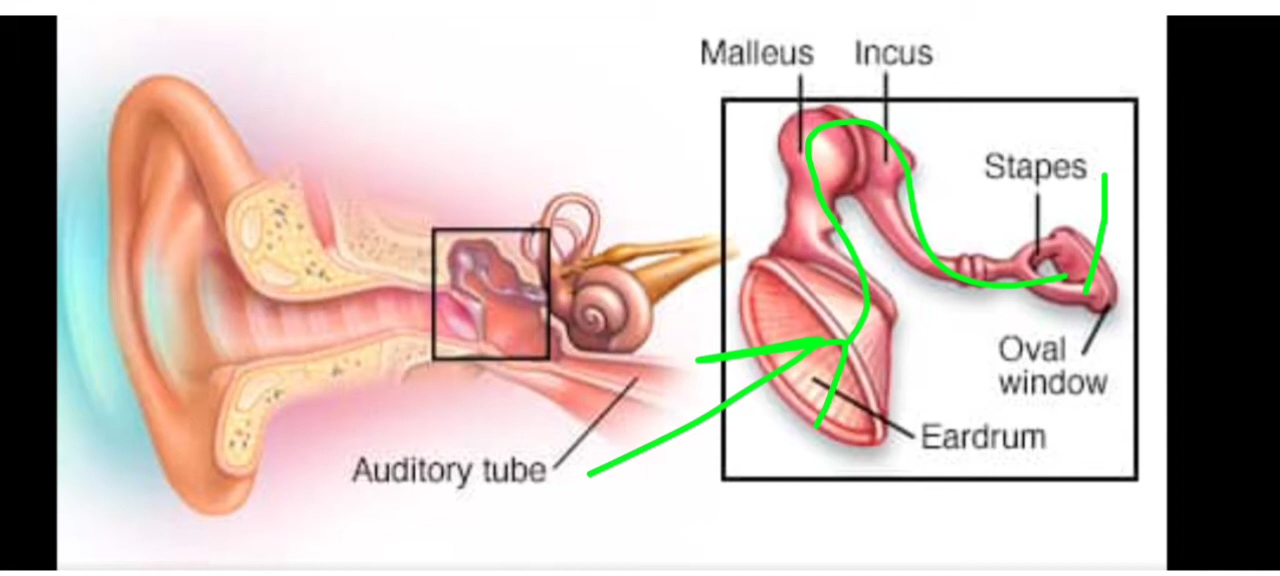 Malleus
Incus
Stapes
Oval
window
Eardrum
Auditory tube